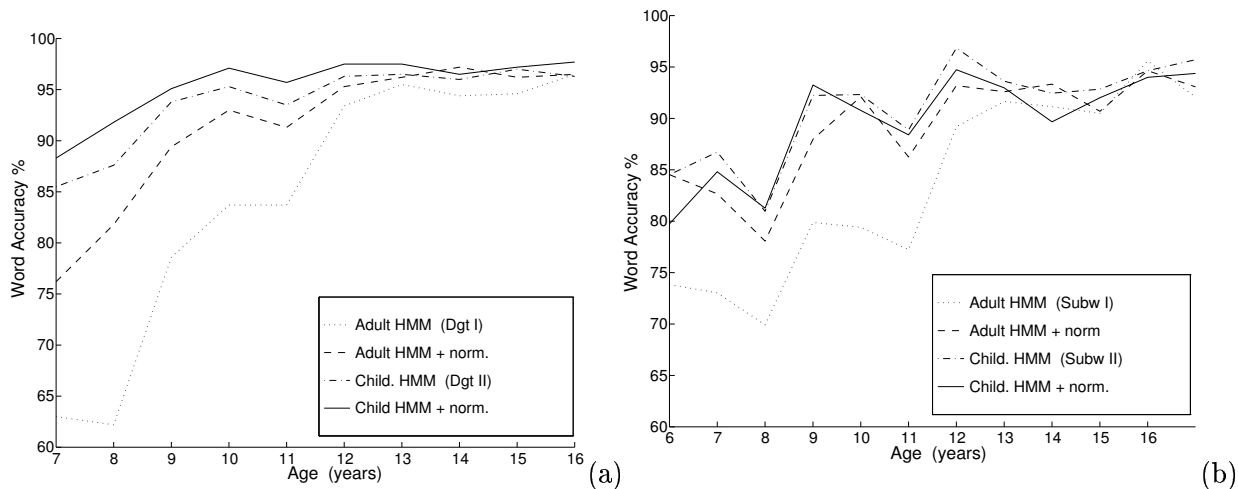 100
95
90
85
80
75
70
65
60
Word Accuracy %
7 8 9 10 11 12 13 14 15 16
Age (years)
Adult HMM (Dgt I)
Adult HMM + norm.
Child. HMM (Dgt II)
Child HMM + norm.
(a)
100
95
90
85
80
75
70
65
60
Word Accuracy %
6 7 8 9 10 11 12 13 14 15 16
Age (years)
Adult HMM (Subw I)
Adult HMM + norm
Child. HMM (Subw II)
Child. HMM + norm.
(b)